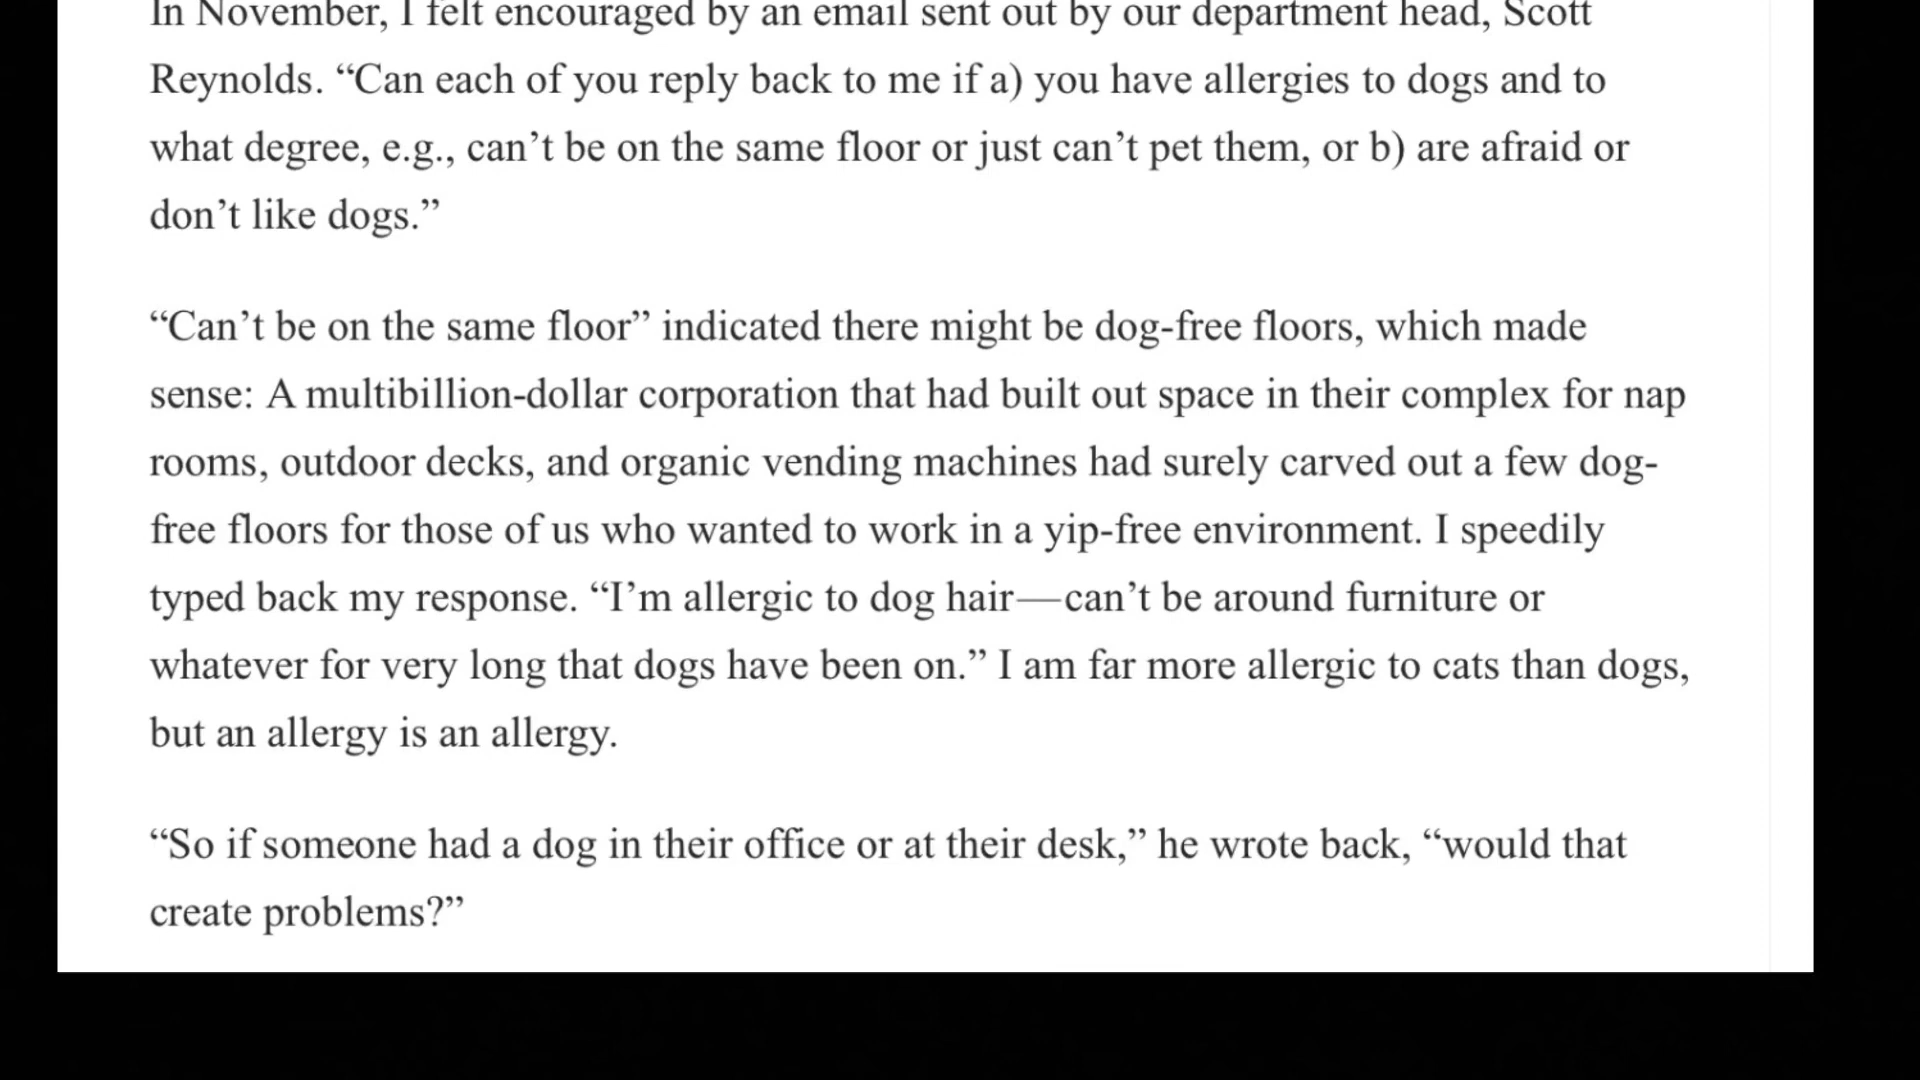 In November, I felt encouraged by an email sent out by our department head, Scott
Reynolds. “Can each of you reply back to me if a) you have allergies to dogs and to
what degree, e.g., can’t be on the same floor or just can’t pet them, or b) are afraid or
don’t like dogs.”
“Can’t be on the same floor” indicated there might be dog-free floors, which made
sense: A multibillion-dollar corporation that had built out space in their complex for nap
rooms, outdoor decks, and organic vending machines had surely carved out a few dog-
free floors for those of us who wanted to work in a yip-free environment. I speedily
typed back my response. “I’m allergic to dog hair—can’t be around furniture or
whatever for very long that dogs have been on.” I am far more allergic to cats than dogs,
but an allergy is an allergy.
“So if someone had a dog in their office or at their desk,” he wrote back, “would that
create problems?”